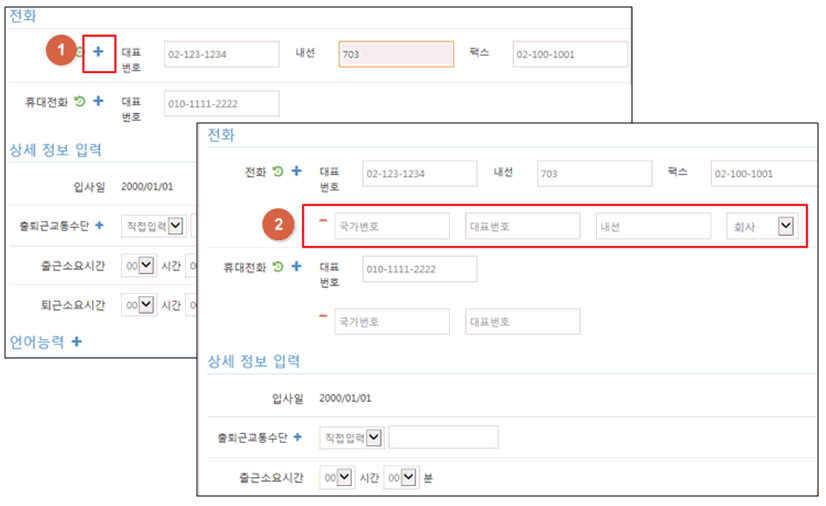 전화
1 대표 번호 02-123-1234 내선 703 팩스 02-100-1001
휴대전화 대표 번호 010-1111-2222
상세 정보 입력
입사일 2000/01/01
출퇴근교통수단 직접입력
출근소요시간 00 시간
퇴근소요시간 00 시간
언어능력
전화
전화 대표 번호 02-123-1234 내선 703 팩스 02-100-1001
2 국가번호 대표번호 내선 회사
휴대전화 대표 번호 010-1111-2222
국가번호 대표번호
상세 정보 입력
입사일 2000/01/01
출퇴근교통수단 직접입력
출근소요시간 00 시간 00 분